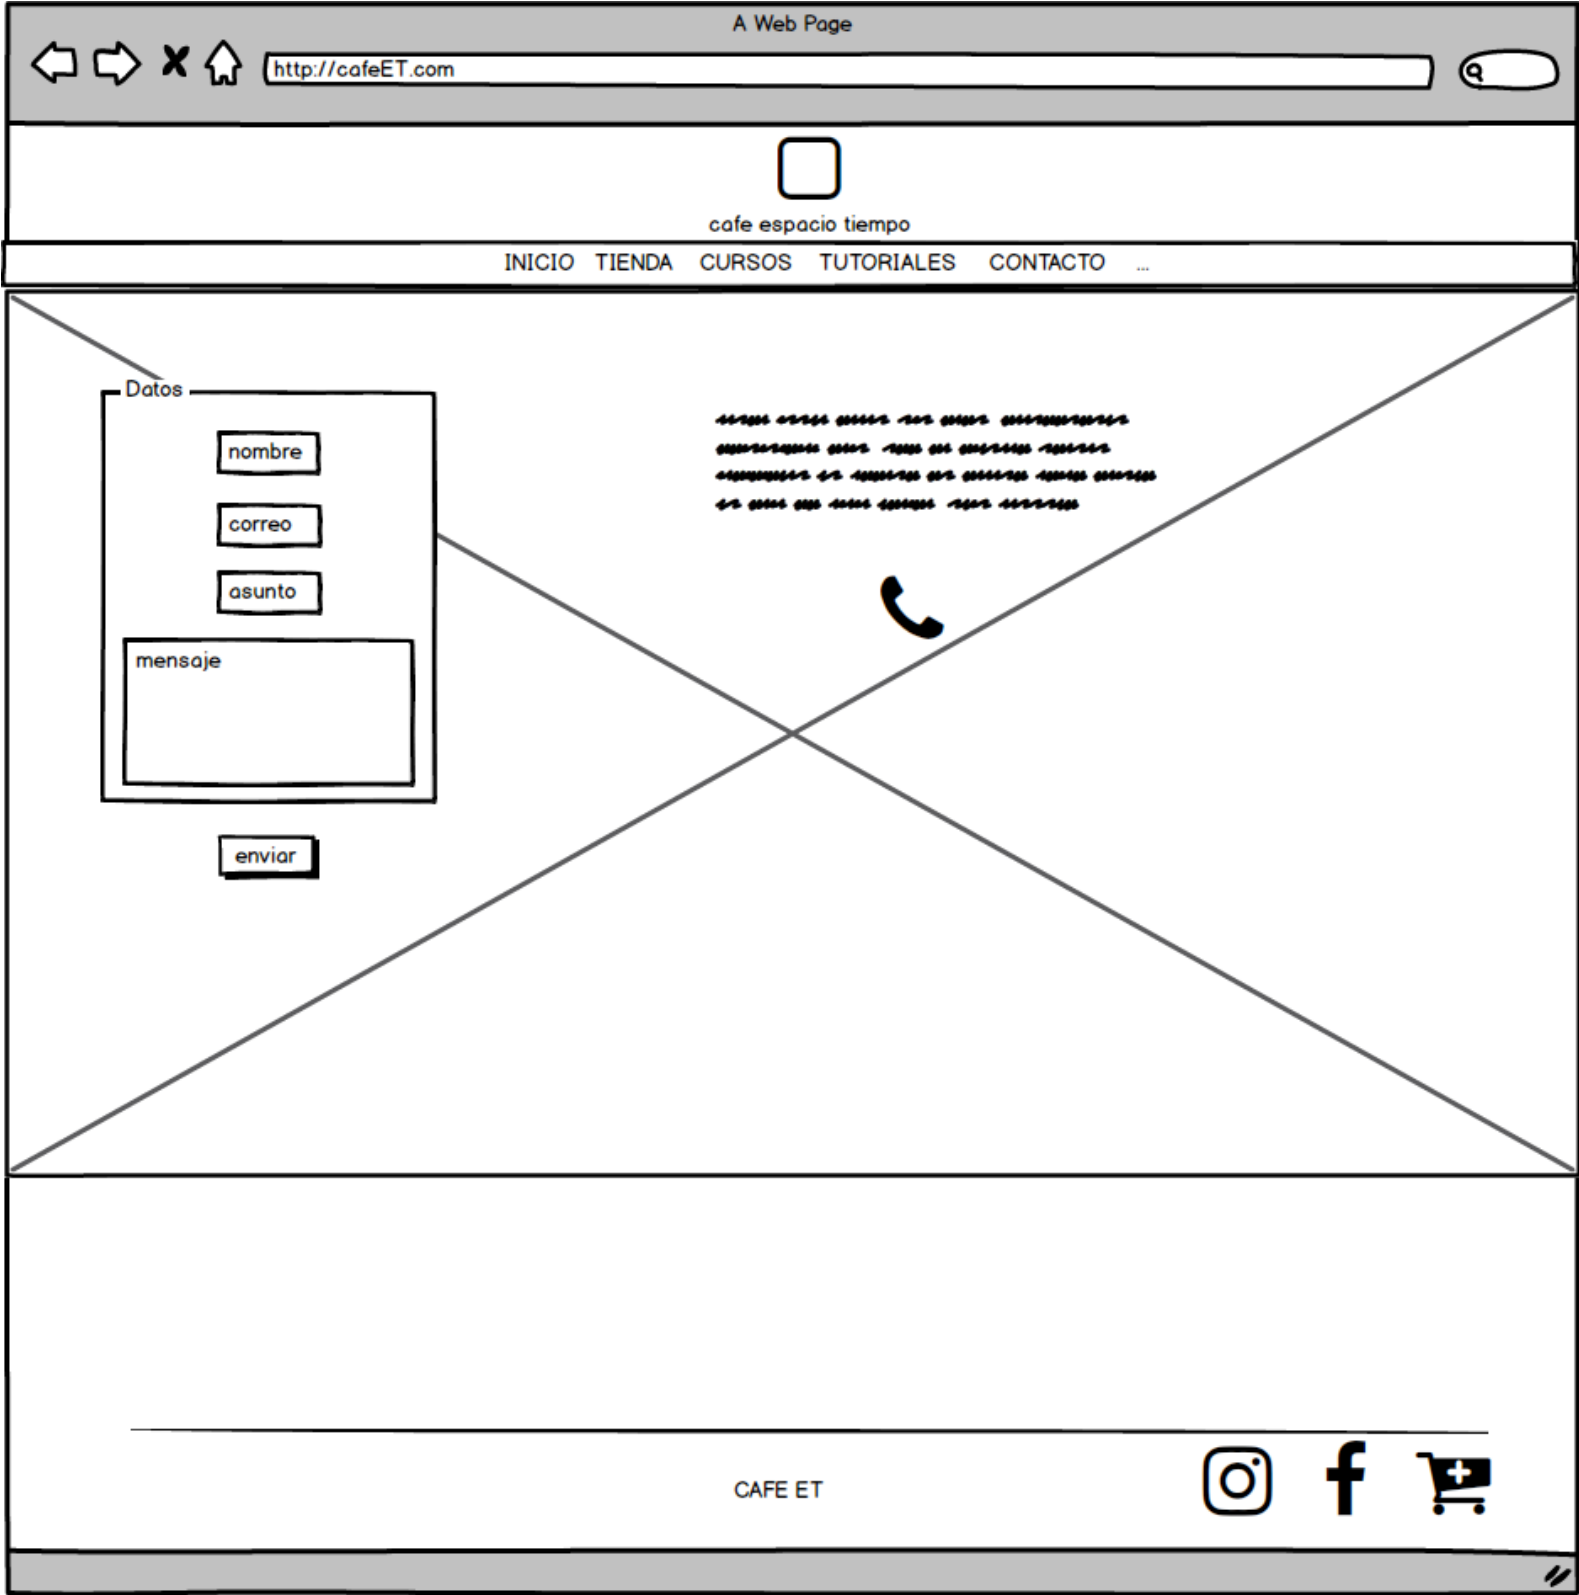 A Web Page
http://cafeET.com
cafe espacio tiempo
INICIO TIENDA CURSOS TUTORIALES CONTACTO ...
Datos
nombre
correo
asunto
mensaje
enviar
CAFE ET